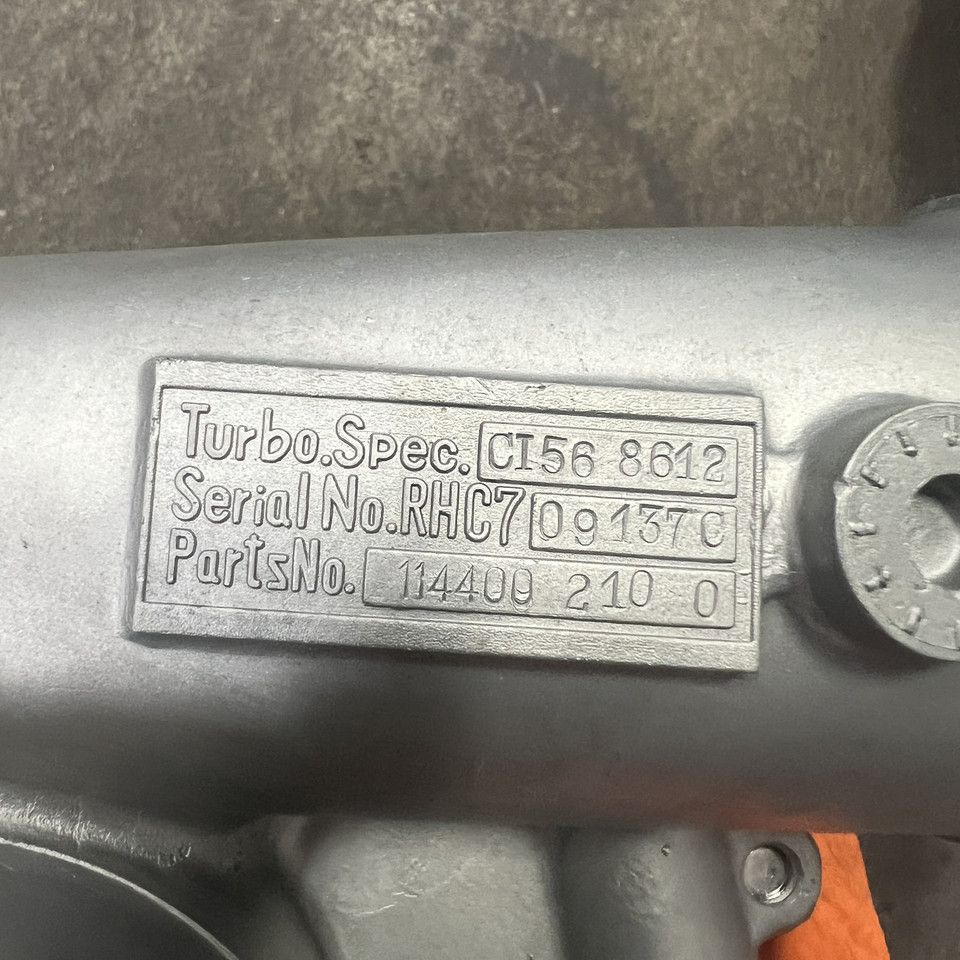 Turbo.Spec. CI56 8612
Serial No.RHC7 09137C
PartsNo. 114400 210 0